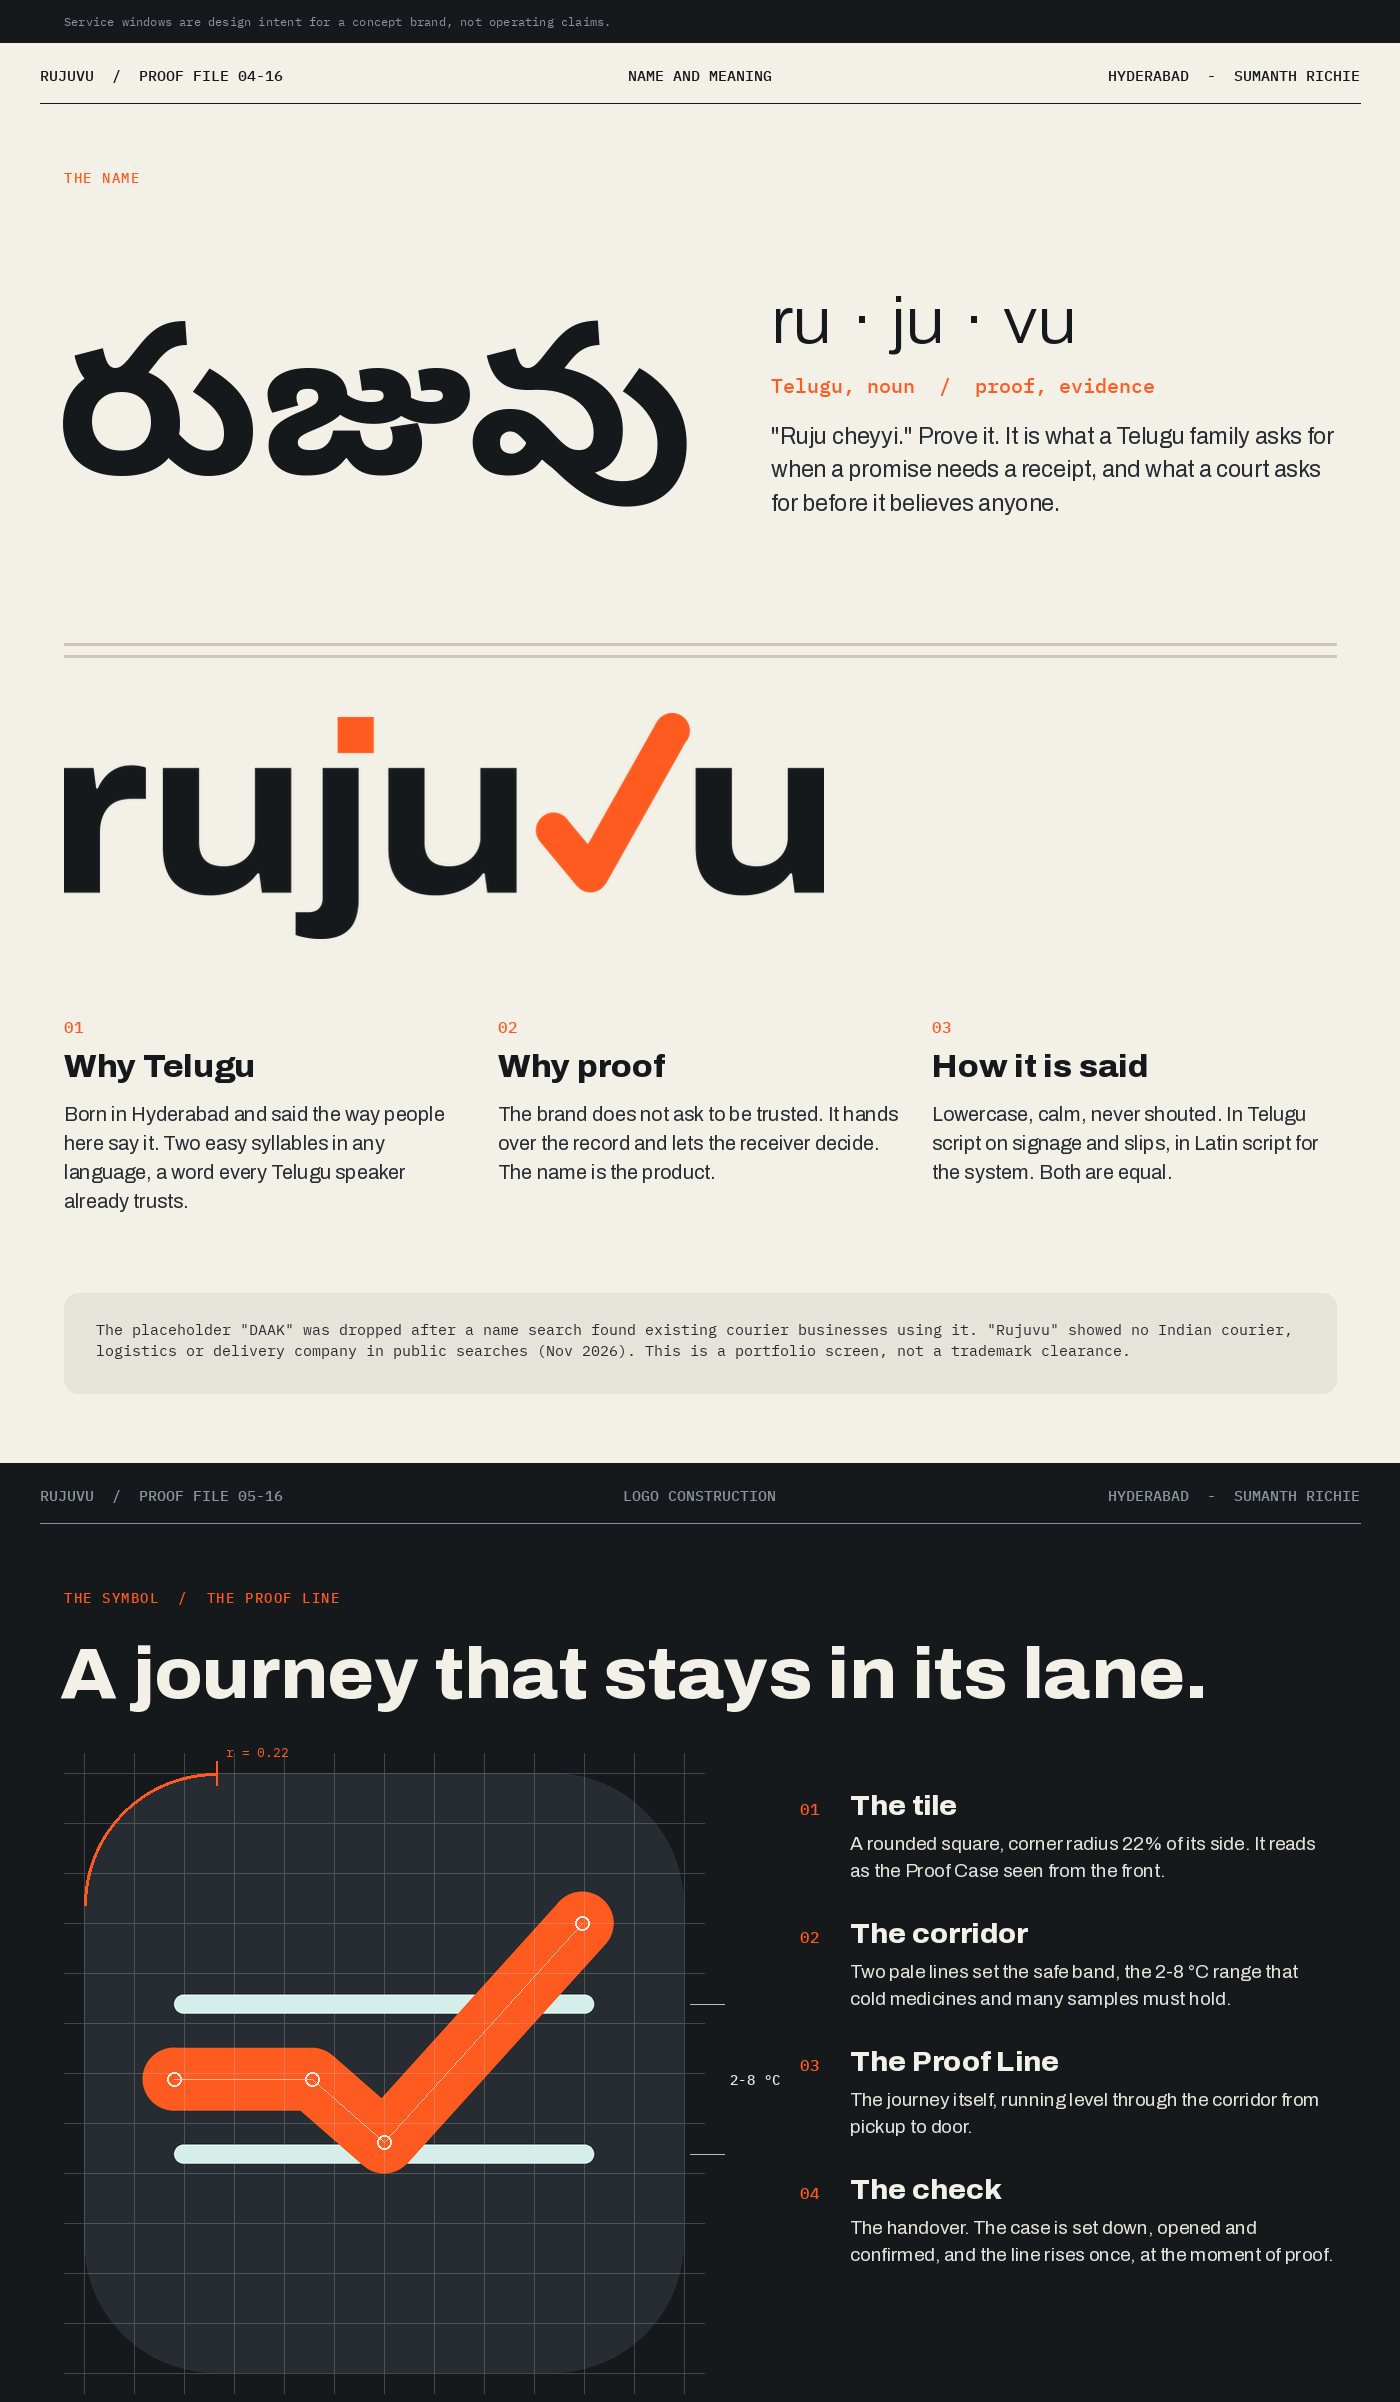 Service windows are design intent for a concept brand, not operating claims.
RUJUVU / PROOF FILE 04-16
NAME AND MEANING
HYDERABAD - SUMANTH RICHIE
THE NAME
రుజువు
ru · ju · vu
Telugu, noun / proof, evidence
"Ruju cheyyi." Prove it. It is what a Telugu family asks for
when a promise needs a receipt, and what a court asks
for before it believes anyone.
rujuvu
01
Why Telugu
Born in Hyderabad and said the way people
here say it. Two easy syllables in any
language, a word every Telugu speaker
already trusts.
02
Why proof
The brand does not ask to be trusted. It hands
over the record and lets the receiver decide.
The name is the product.
03
How it is said
Lowercase, calm, never shouted. In Telugu
script on signage and slips, in Latin script for
the system. Both are equal.
The placeholder "DAAK" was dropped after a name search found existing courier businesses using it. "Rujuvu" showed no Indian courier,
logistics or delivery company in public searches (Nov 2026). This is a portfolio screen, not a trademark clearance.
RUJUVU / PROOF FILE 05-16
LOGO CONSTRUCTION
HYDERABAD - SUMANTH RICHIE
THE SYMBOL / THE PROOF LINE
A journey that stays in its lane.
r = 0.22
2-8 °C
01
The tile
A rounded square, corner radius 22% of its side. It reads
as the Proof Case seen from the front.
02
The corridor
Two pale lines set the safe band, the 2-8 °C range that
cold medicines and many samples must hold.
03
The Proof Line
The journey itself, running level through the corridor from
pickup to door.
04
The check
The handover. The case is set down, opened and
confirmed, and the line rises once, at the moment of proof.